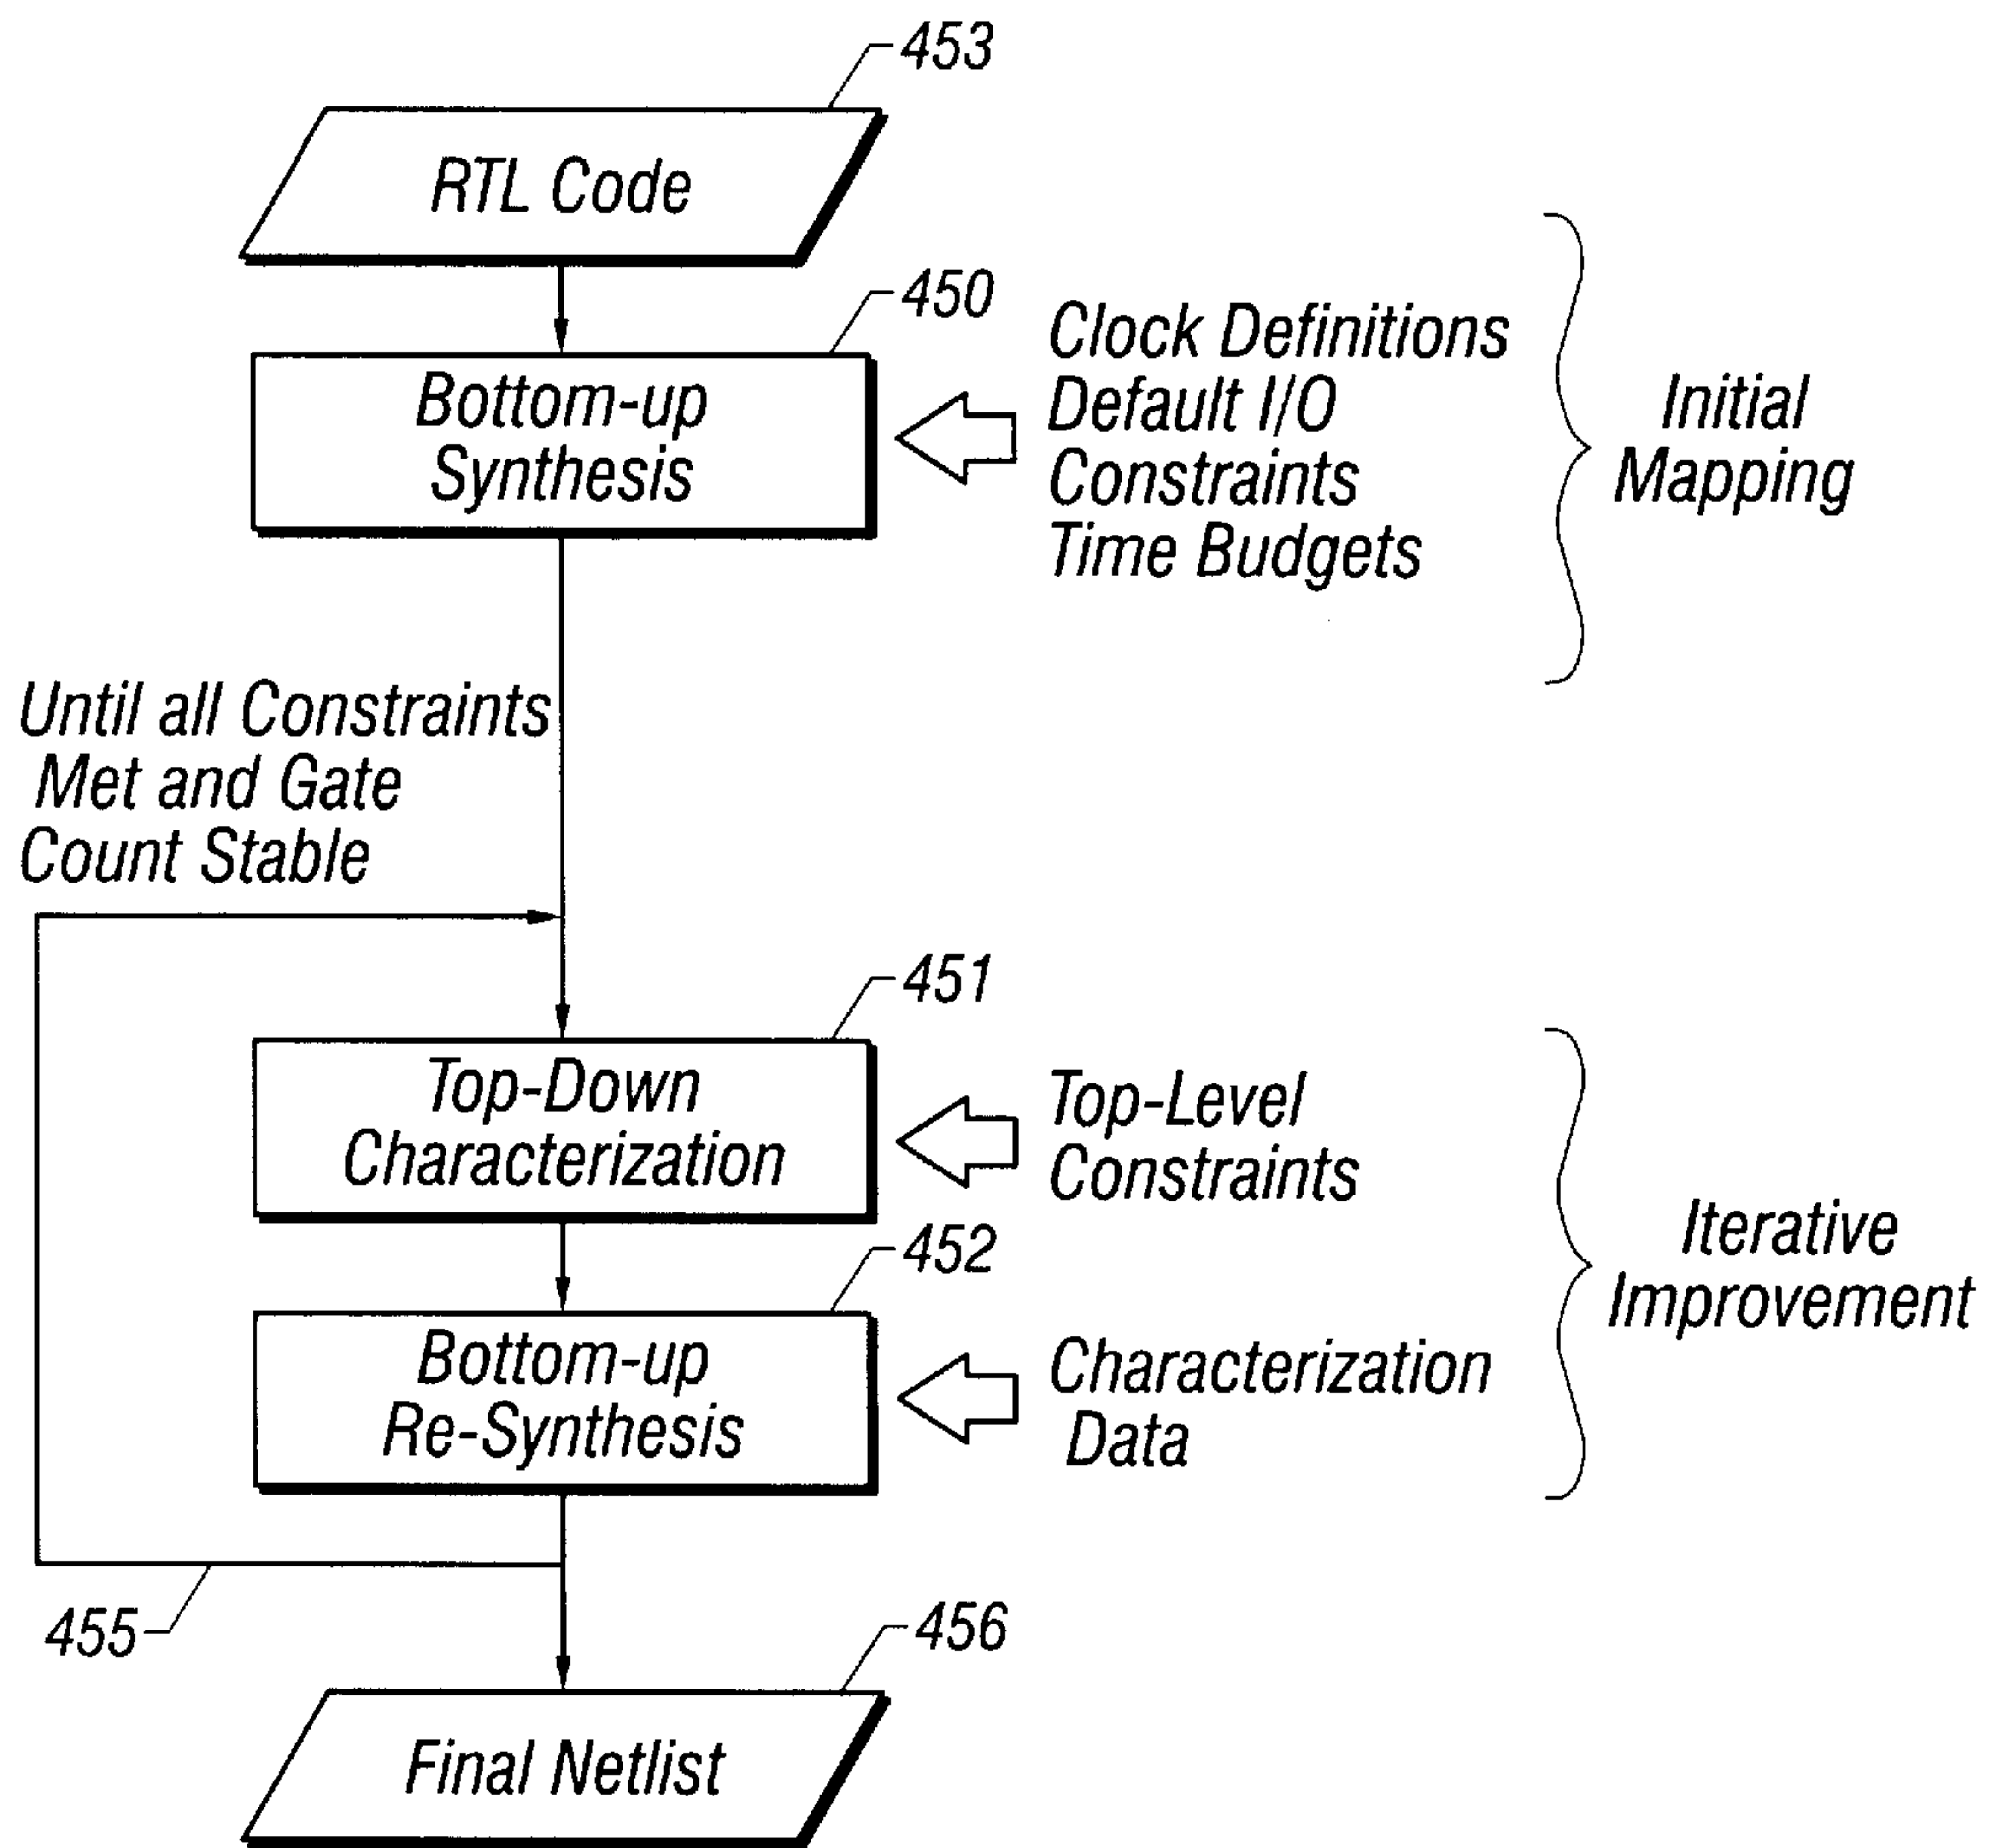 453
RTL Code
450
Bottom-up
Synthesis
Clock Definitions
Default I/O
Constraints
Time Budgets
Initial
Mapping
Until all Constraints
Met and Gate
Count Stable
451
Top-Down
Characterization
Top-Level
Constraints
452
Bottom-up
Re-Synthesis
Characterization
Data
Iterative
Improvement
455
456
Final Netlist